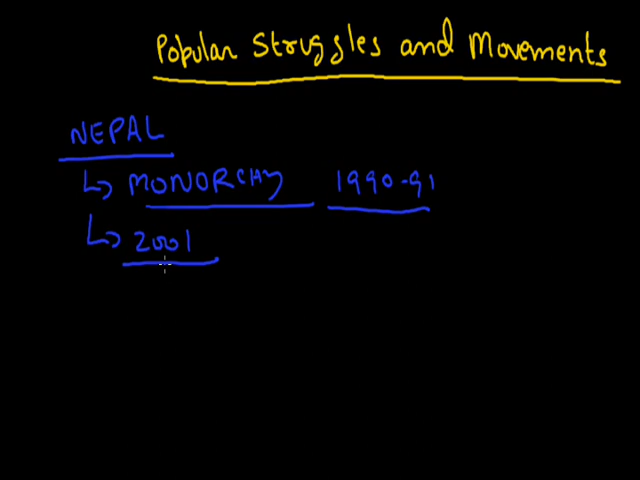 Popular Struggles and Movements
NEPAL
↳ MONORCHY 1990-91
↳ 2001